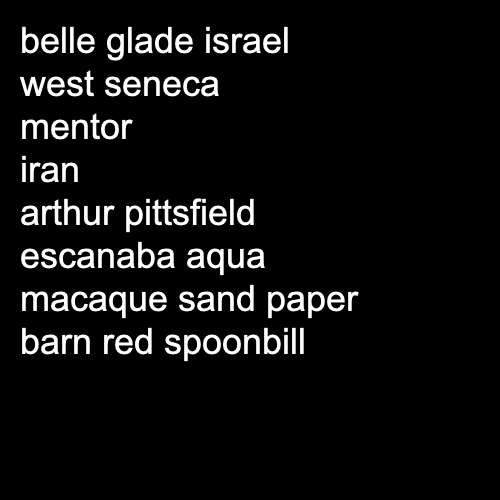 belle glade israel
west seneca
mentor
iran
arthur pittsfield
escanaba aqua
macaque sand paper
barn red spoonbill